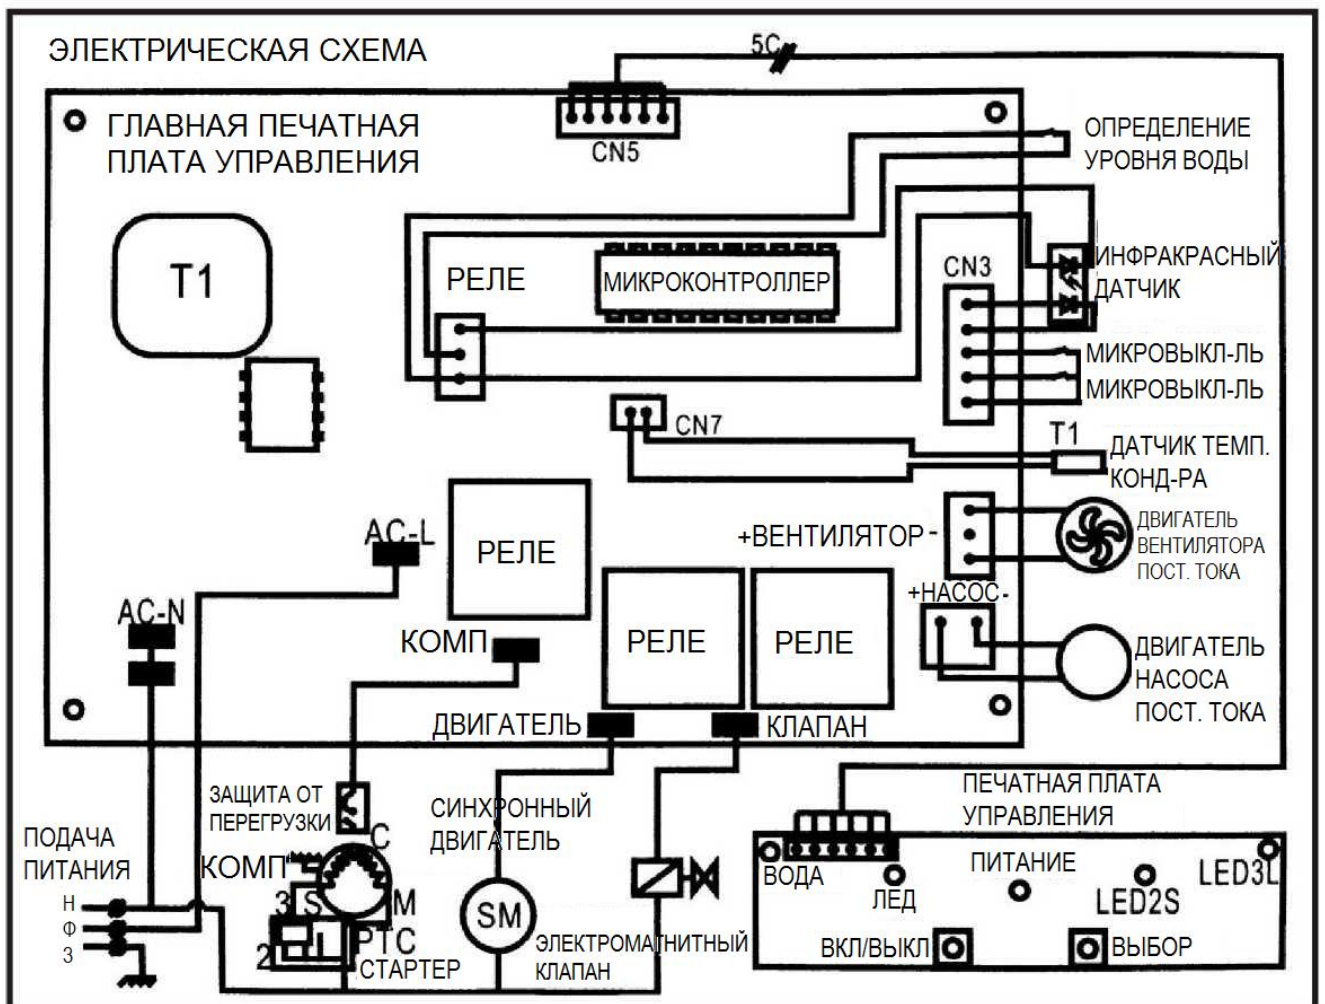 ЭЛЕКТРИЧЕСКАЯ СХЕМА
5C
ГЛАВНАЯ ПЕЧАТНАЯ
ПЛАТА УПРАВЛЕНИЯ
CN5
ОПРЕДЕЛЕНИЕ
УРОВНЯ ВОДЫ
T1
РЕЛЕ
МИКРОКОНТРОЛЛЕР
CN3
ИНФРАКРАСНЫЙ
ДАТЧИК
МИКРОВЫКЛ-ЛЬ
МИКРОВЫКЛ-ЛЬ
CN7
T1
ДАТЧИК ТЕМП.
КОНД-РА
AC-L
РЕЛЕ
+ВЕНТИЛЯТОР-
ДВИГАТЕЛЬ
ВЕНТИЛЯТОРА
ПОСТ. ТОКА
AC-N
+НАСОС-
КОМП
РЕЛЕ
РЕЛЕ
ДВИГАТЕЛЬ
НАСОСА
ПОСТ. ТОКА
ДВИГАТЕЛЬ
КЛАПАН
ЗАЩИТА ОТ
ПЕРЕГРУЗКИ
СИНХРОННЫЙ
ДВИГАТЕЛЬ
ПЕЧАТНАЯ ПЛАТА
УПРАВЛЕНИЯ
ПОДАЧА
ПИТАНИЯ
C
КОМП
ВОДА
ПИТАНИЕ
LED3L
ЛЕД
LED2S
Н
Ф
З
3
S
M
SM
2
PTC
СТАРТЕР
ЭЛЕКТРОМАГНИТНЫЙ
КЛАПАН
ВКЛ/ВЫКЛ
ВЫБОР